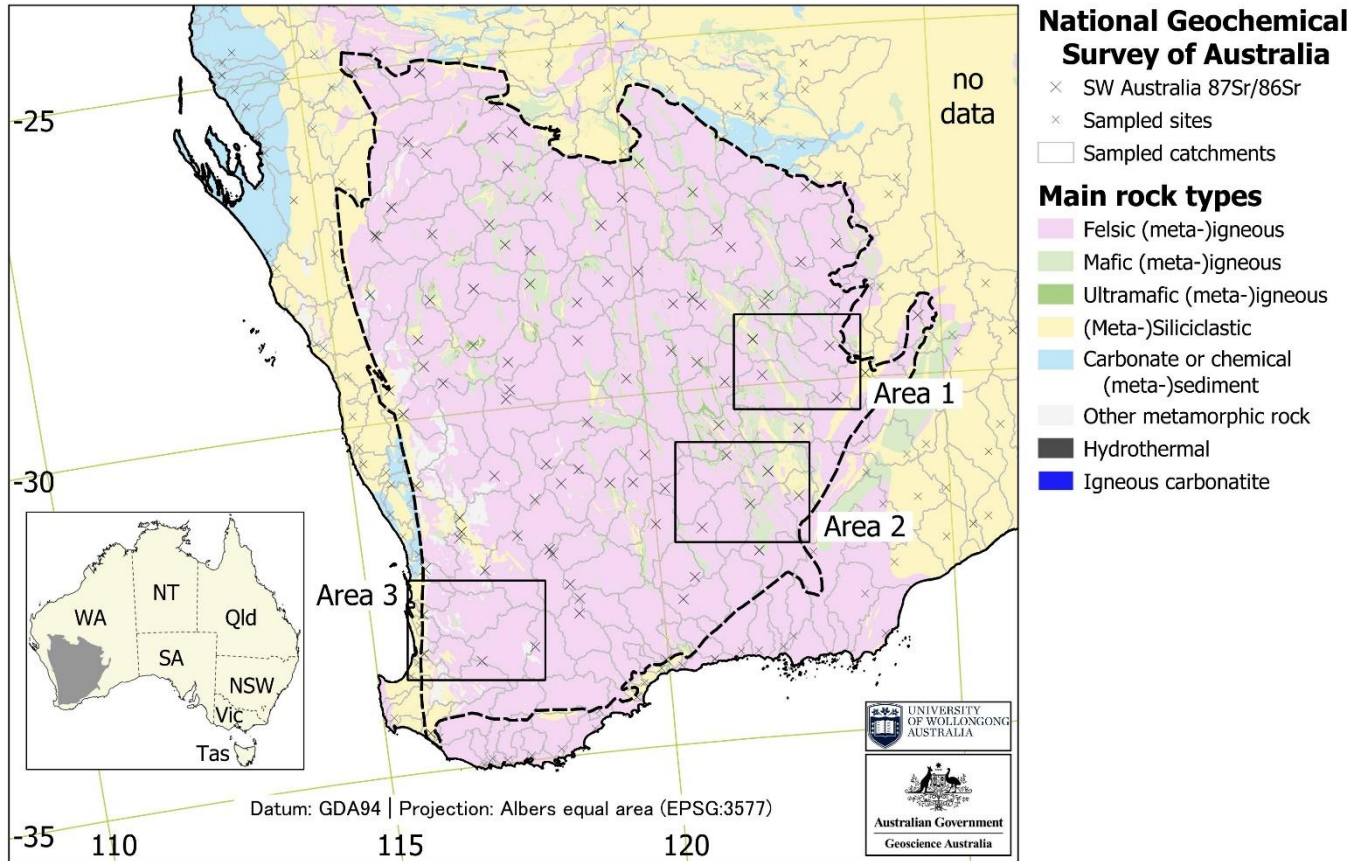 -25
-30
-35
110
115
120
no
data
Area 1
Area 2
Area 3
WA
NT
Qld
SA
NSW
Vic
Tas
Datum: GDA94 | Projection: Albers equal area (EPSG:3577)
UNIVERSITY
OF WOLLONGONG
AUSTRALIA
Australian Government
Geoscience Australia
National Geochemical
Survey of Australia
SW Australia 87Sr/86Sr
Sampled sites
Sampled catchments
Main rock types
Felsic (meta-)igneous
Mafic (meta-)igneous
Ultramafic (meta-)igneous
(Meta-)Siliciclastic
Carbonate or chemical
(meta-)sediment
Other metamorphic rock
Hydrothermal
Igneous carbonatite